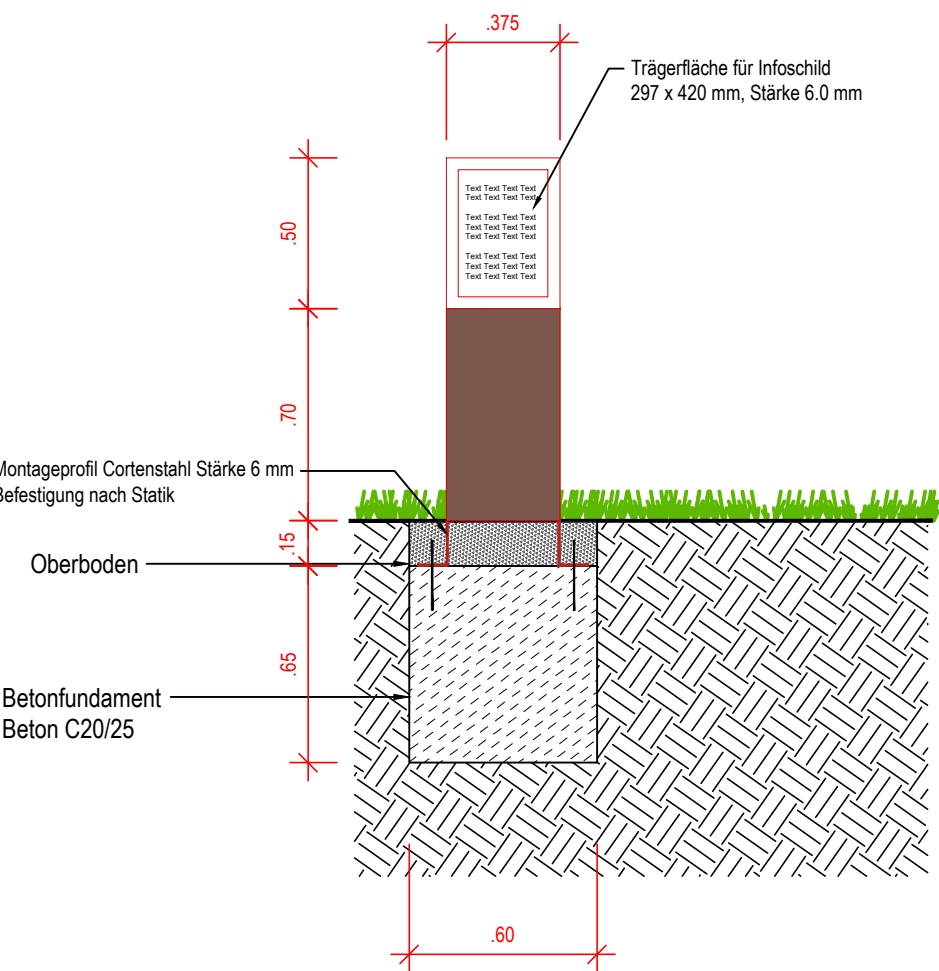 .375
Trägerfläche für Infoschild
297 x 420 mm, Stärke 6.0 mm
Text Text Text Text
Text Text Text Text
Text Text Text Text
Text Text Text Text
Text Text Text Text
Text Text Text Text
Text Text Text Text
Text Text Text Text
.50
.70
Montageprofil Cortenstahl Stärke 6 mm
Befestigung nach Statik
.15
Oberboden
.65
Betonfundament
Beton C20/25
.60